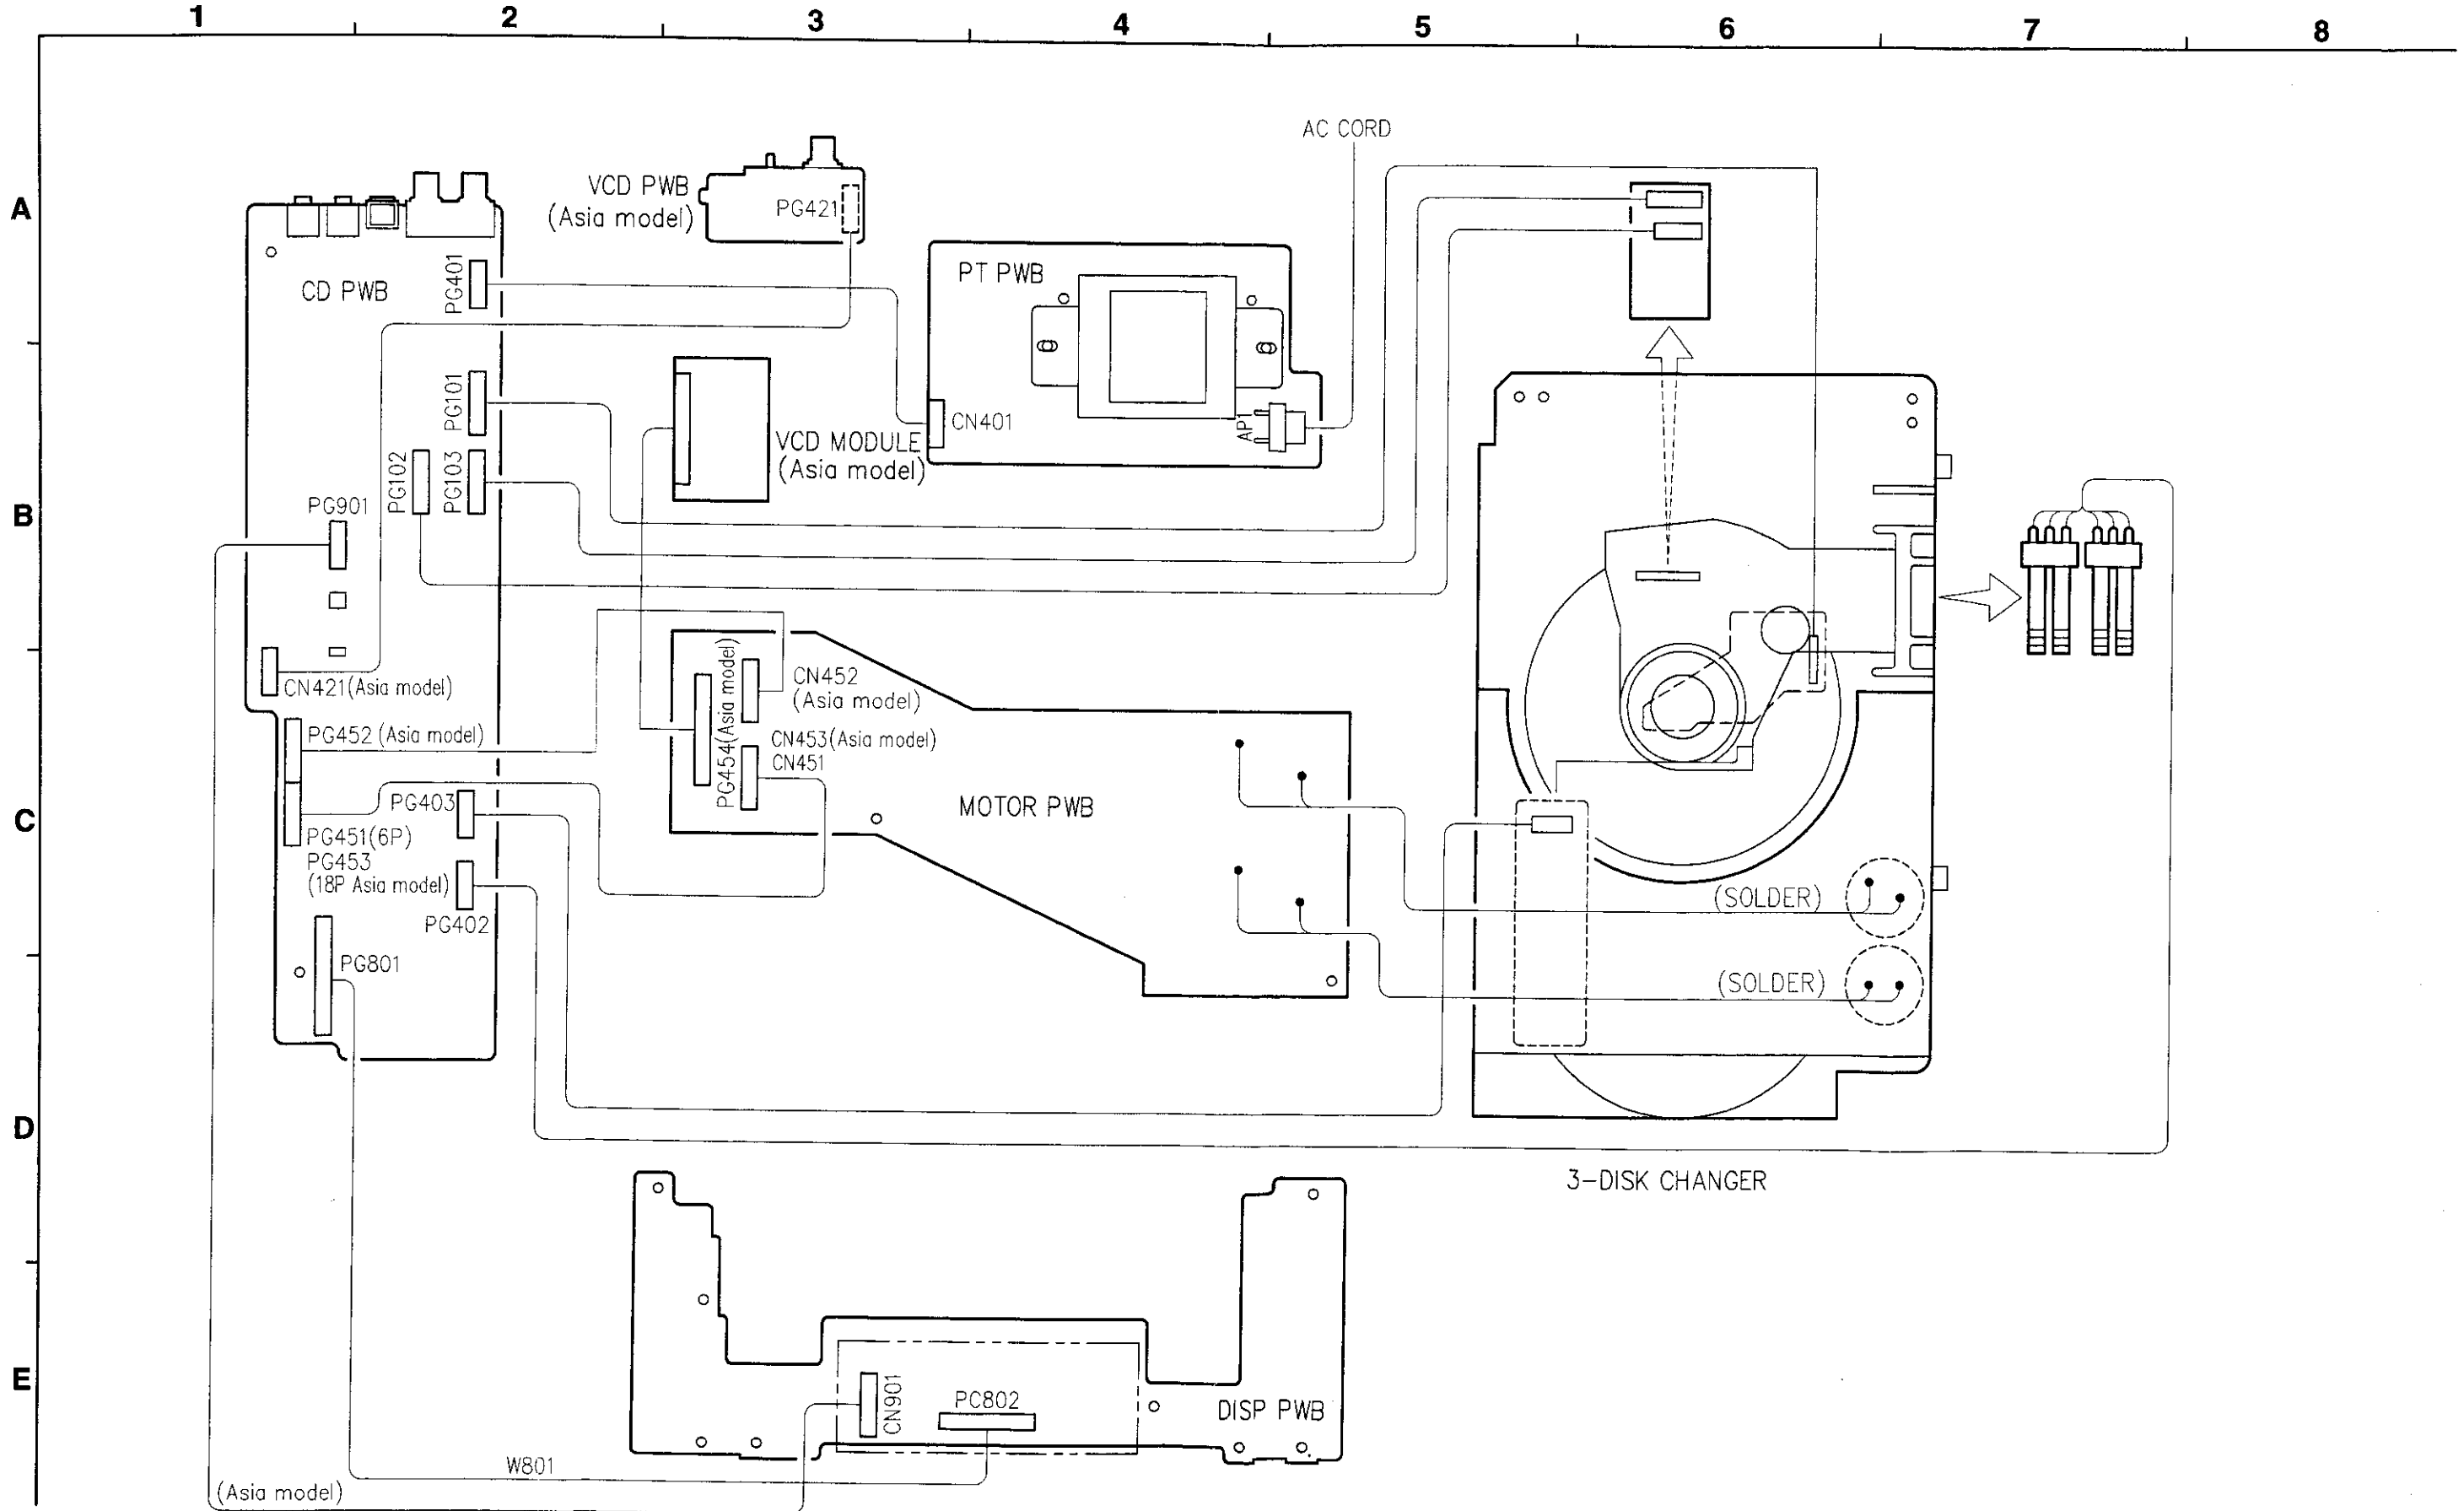 1 2 3 4 5 6 7 8
A
B
C
D
E
AC CORD
VCD PWB
(Asia model)
PG421
CD PWB
PG401
PT PWB
CN401
AP1
PG101
PG102
PG103
VCD MODULE
(Asia model)
PG901
CN421(Asia model)
PG452 (Asia model)
PG454(Asia model)
CN452
(Asia model)
CN453(Asia model)
CN451
MOTOR PWB
PG403
PG451(6P)
PG453
(18P Asia model)
PG402
PG801
(SOLDER)
(SOLDER)
3-DISK CHANGER
CN901
PC802
DISP PWB
W801
(Asia model)